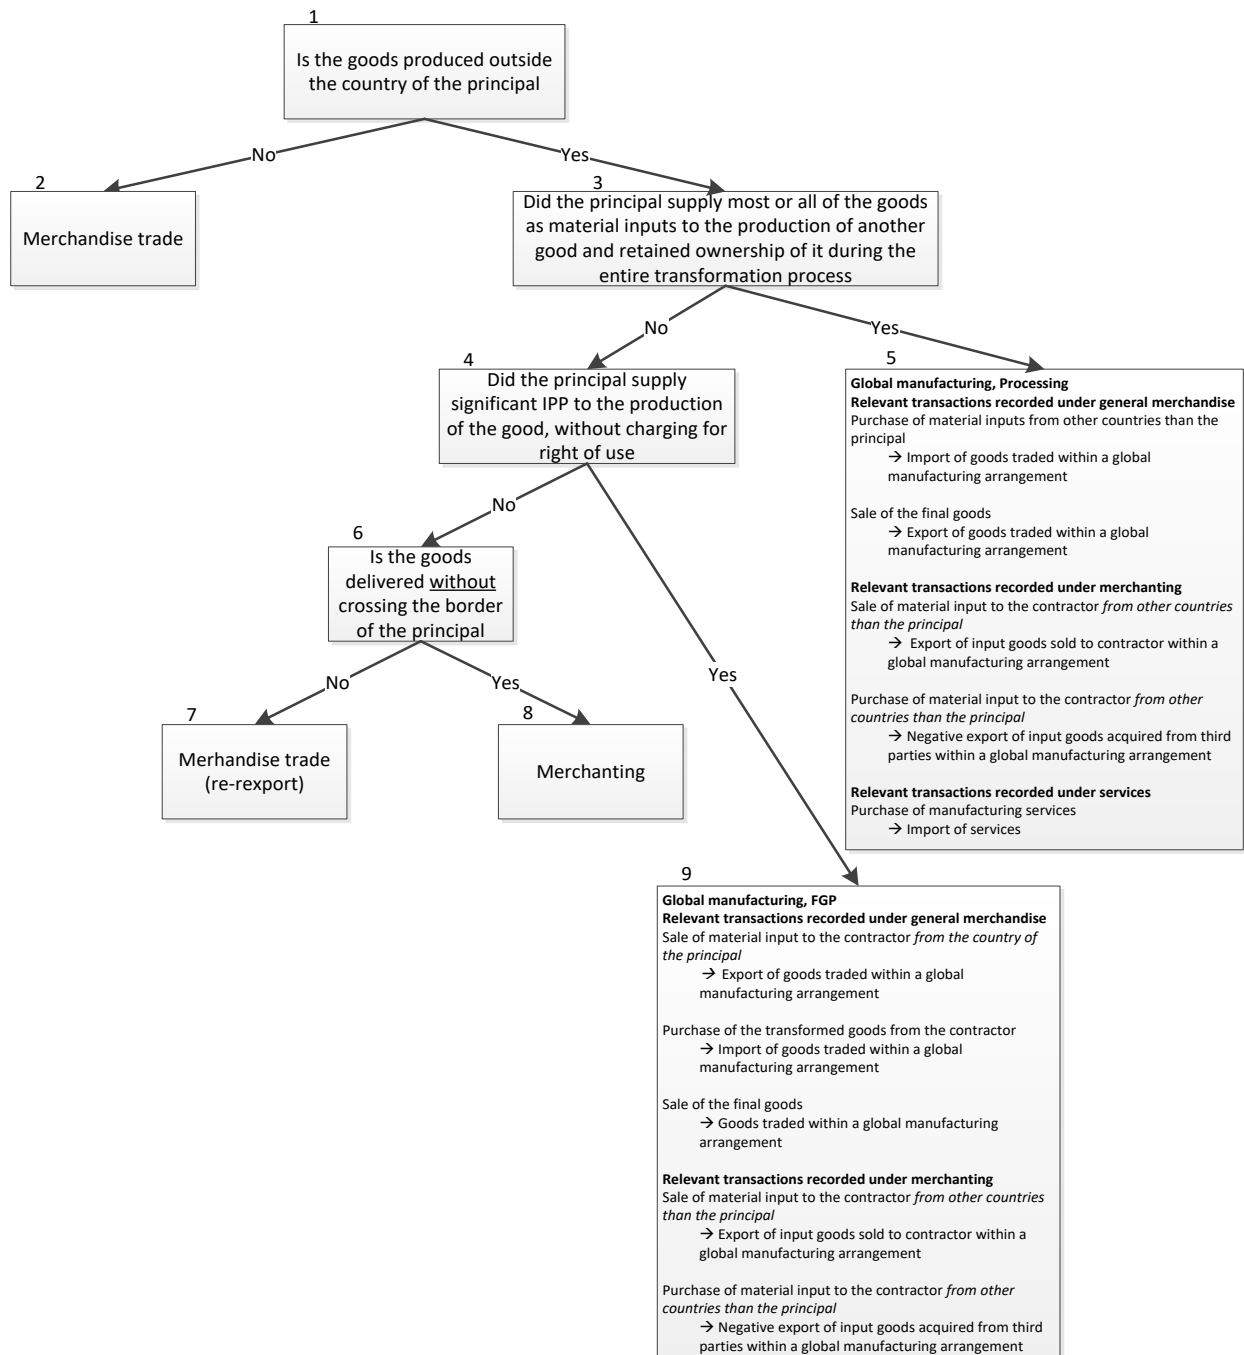 1
Is the goods produced outside
the country of the principal
No
Yes
2
Merchandise trade
3
Did the principal supply most or all of the goods
as material inputs to the production of another
good and retained ownership of it during the
entire transformation process
No
Yes
4
Did the principal supply
significant IPP to the production
of the good, without charging for
right of use
5
Global manufacturing, Processing
Relevant transactions recorded under general merchandise
Purchase of material inputs from other countries than the
principal
→ Import of goods traded within a global
manufacturing arrangement
Sale of the final goods
→ Export of goods traded within a global
manufacturing arrangement
Relevant transactions recorded under merchanting
Sale of material input to the contractor from other countries
than the principal
→ Export of input goods sold to contractor within a
global manufacturing arrangement
Purchase of material input to the contractor from other
countries than the principal
→ Negative export of input goods acquired from third
parties within a global manufacturing arrangement
Relevant transactions recorded under services
Purchase of manufacturing services
→ Import of services
No
Yes
6
Is the goods
delivered without
crossing the border
of the principal
No
Yes
7
Merhandise trade
(re-rexport)
8
Merchanting
9
Global manufacturing, FGP
Relevant transactions recorded under general merchandise
Sale of material input to the contractor from the country of
the principal
→ Export of goods traded within a global
manufacturing arrangement
Purchase of the transformed goods from the contractor
→ Import of goods traded within a global
manufacturing arrangement
Sale of the final goods
→ Goods traded within a global manufacturing
arrangement
Relevant transactions recorded under merchanting
Sale of material input to the contractor from other countries
than the principal
→ Export of input goods sold to contractor within a
global manufacturing arrangement
Purchase of material input to the contractor from other
countries than the principal
→ Negative export of input goods acquired from third
parties within a global manufacturing arrangement